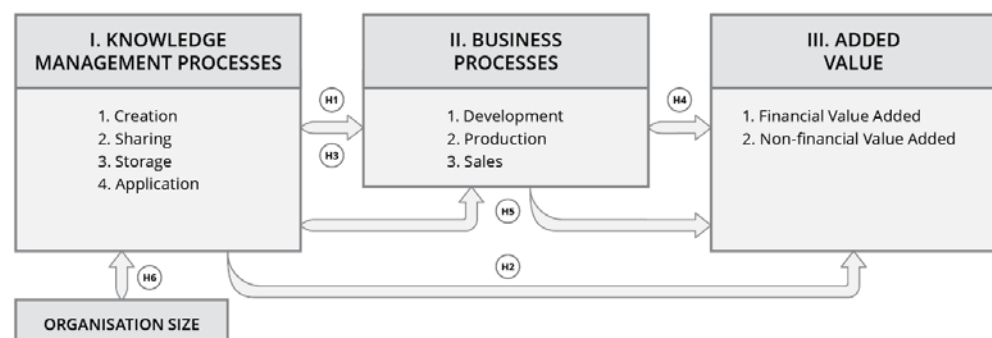 I. KNOWLEDGE
MANAGEMENT PROCESSES
1. Creation
2. Sharing
3. Storage
4. Application
H1
H3
II. BUSINESS
PROCESSES
1. Development
2. Production
3. Sales
H4
III. ADDED
VALUE
1. Financial Value Added
2. Non-financial Value Added
H5
H2
H6
ORGANISATION SIZE